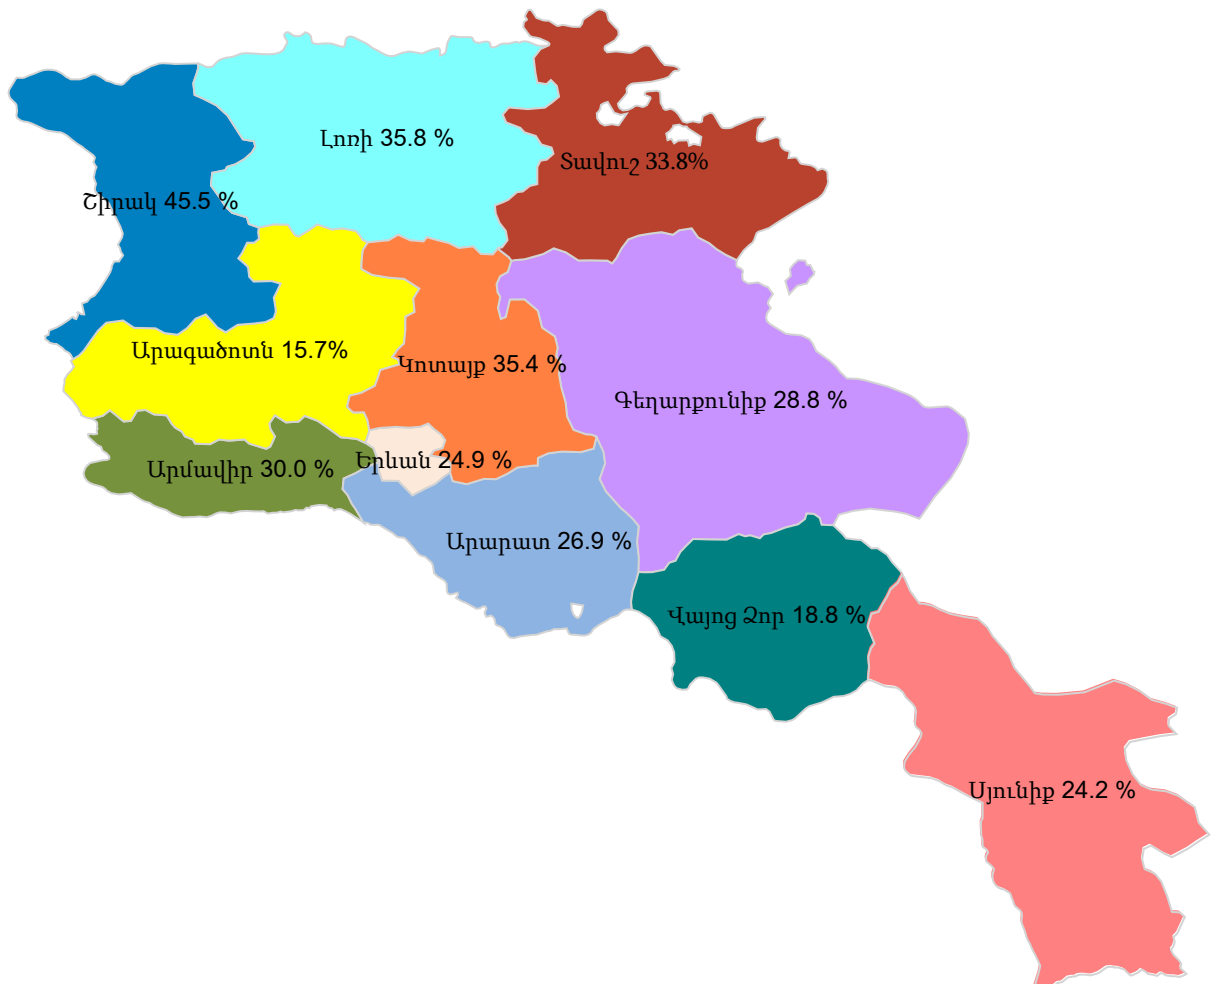 Լոռի 35.8 %
Տավուշ 33.8%
Շիրակ 45.5 %
Արագածոտն 15.7%
Կոտայք 35.4 %
Գեղարքունիք 28.8 %
Երևան 24.9 %
Արմավիր 30.0 %
Արարատ 26.9 %
Վայոց Ձոր 18.8 %
Սյունիք 24.2 %